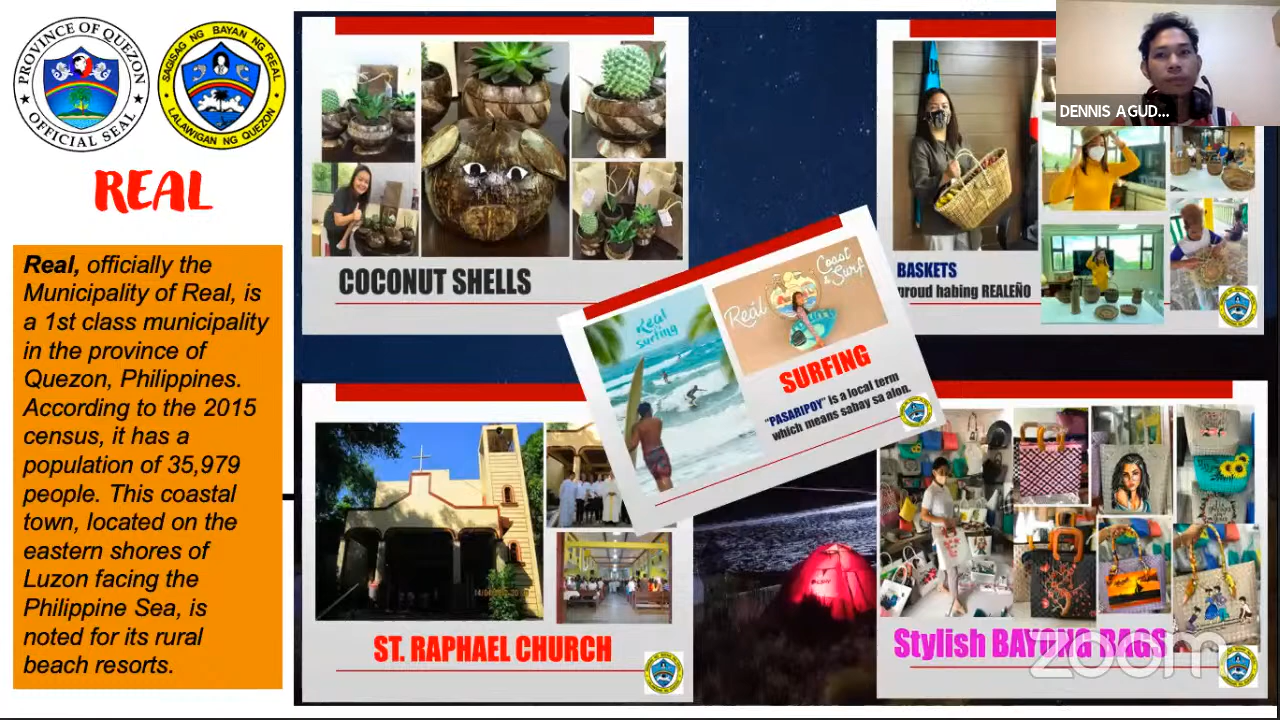 PROVINCE OF QUEZON
OFFICIAL SEAL
SAGISAG NG BAYAN NG REAL
LALAWIGAN NG QUEZON
REAL
Real, officially the
Municipality of Real, is
a 1st class municipality
in the province of
Quezon, Philippines.
According to the 2015
census, it has a
population of 35,979
people. This coastal
town, located on the
eastern shores of
Luzon facing the
Philippine Sea, is
noted for its rural
beach resorts.
COCONUT SHELLS
BASKETS
proud habing REALEÑO
DENNIS AGUD...
Real
Surfing
Reál
Coast
& Surf
SURFING
"PASARIPOY" is a local term
which means sabay sa alon.
ST. RAPHAEL CHURCH
Stylish BAYONG BAGS
zoom